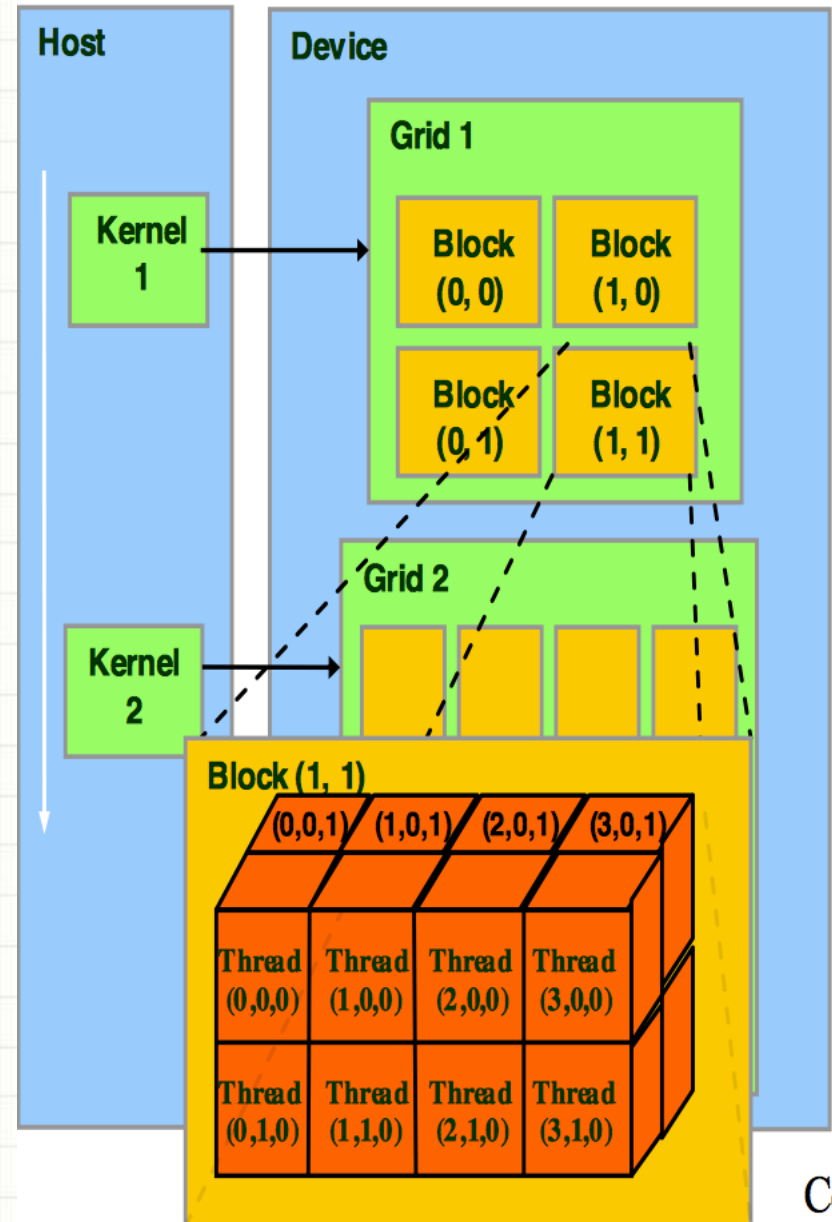 Host
Device
Grid 1
Kernel
1
Block
(0, 0)
Block
(1, 0)
Block
(0, 1)
Block
(1, 1)
Grid 2
Kernel
2
Block (1, 1)
(0,0,1) (1,0,1) (2,0,1) (3,0,1)
Thread
(0,0,0)
Thread
(1,0,0)
Thread
(2,0,0)
Thread
(3,0,0)
Thread
(0,1,0)
Thread
(1,1,0)
Thread
(2,1,0)
Thread
(3,1,0)